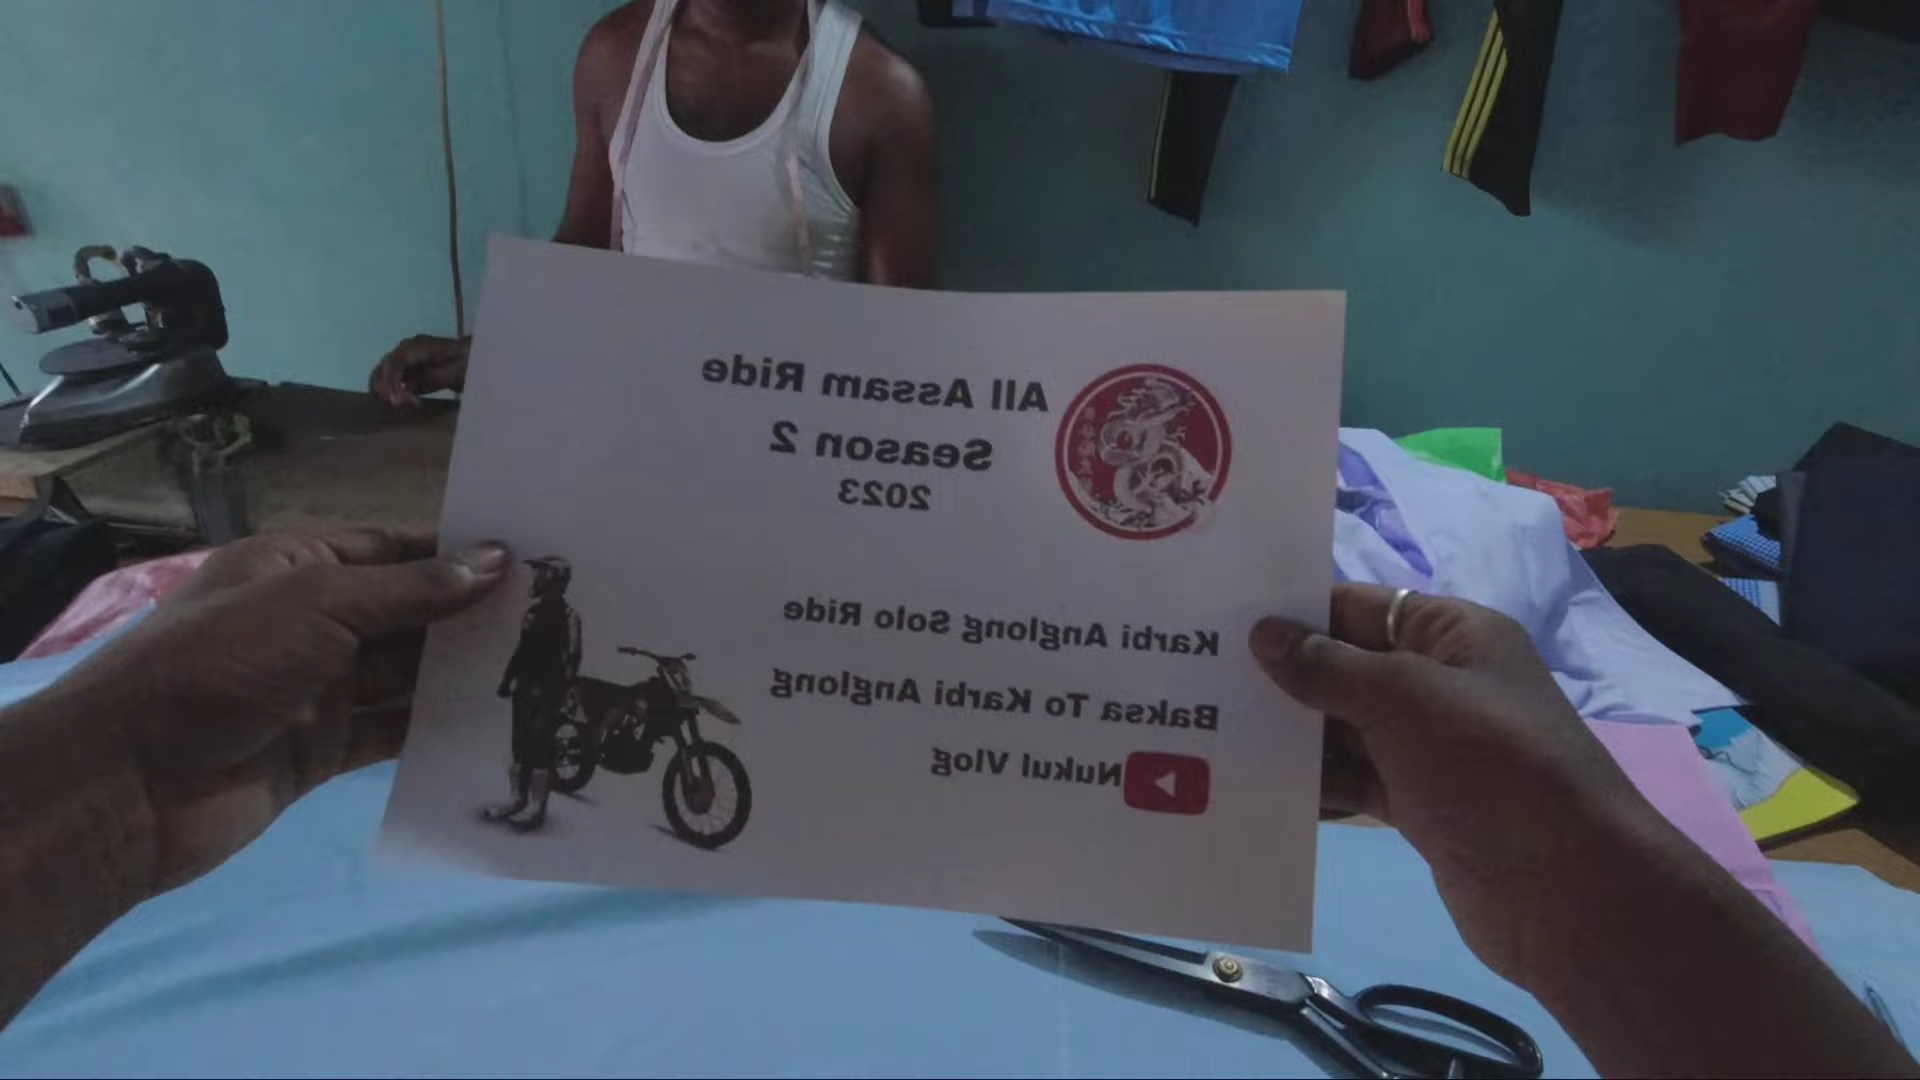 All Assam Ride
Season 2
2023
Karbi Anglong Solo Ride
Baksa To Karbi Anglong
Nukul Vlog